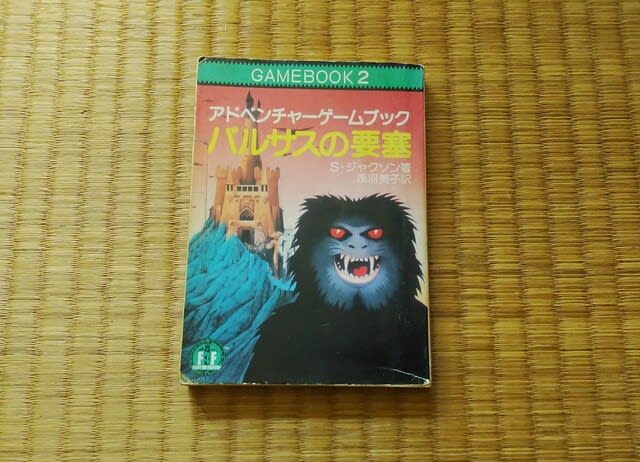 GAMEBOOK 2
アドベンチャーゲームブック
バルサスの要塞
S・ジャクソン著
浅羽莢子訳
FF